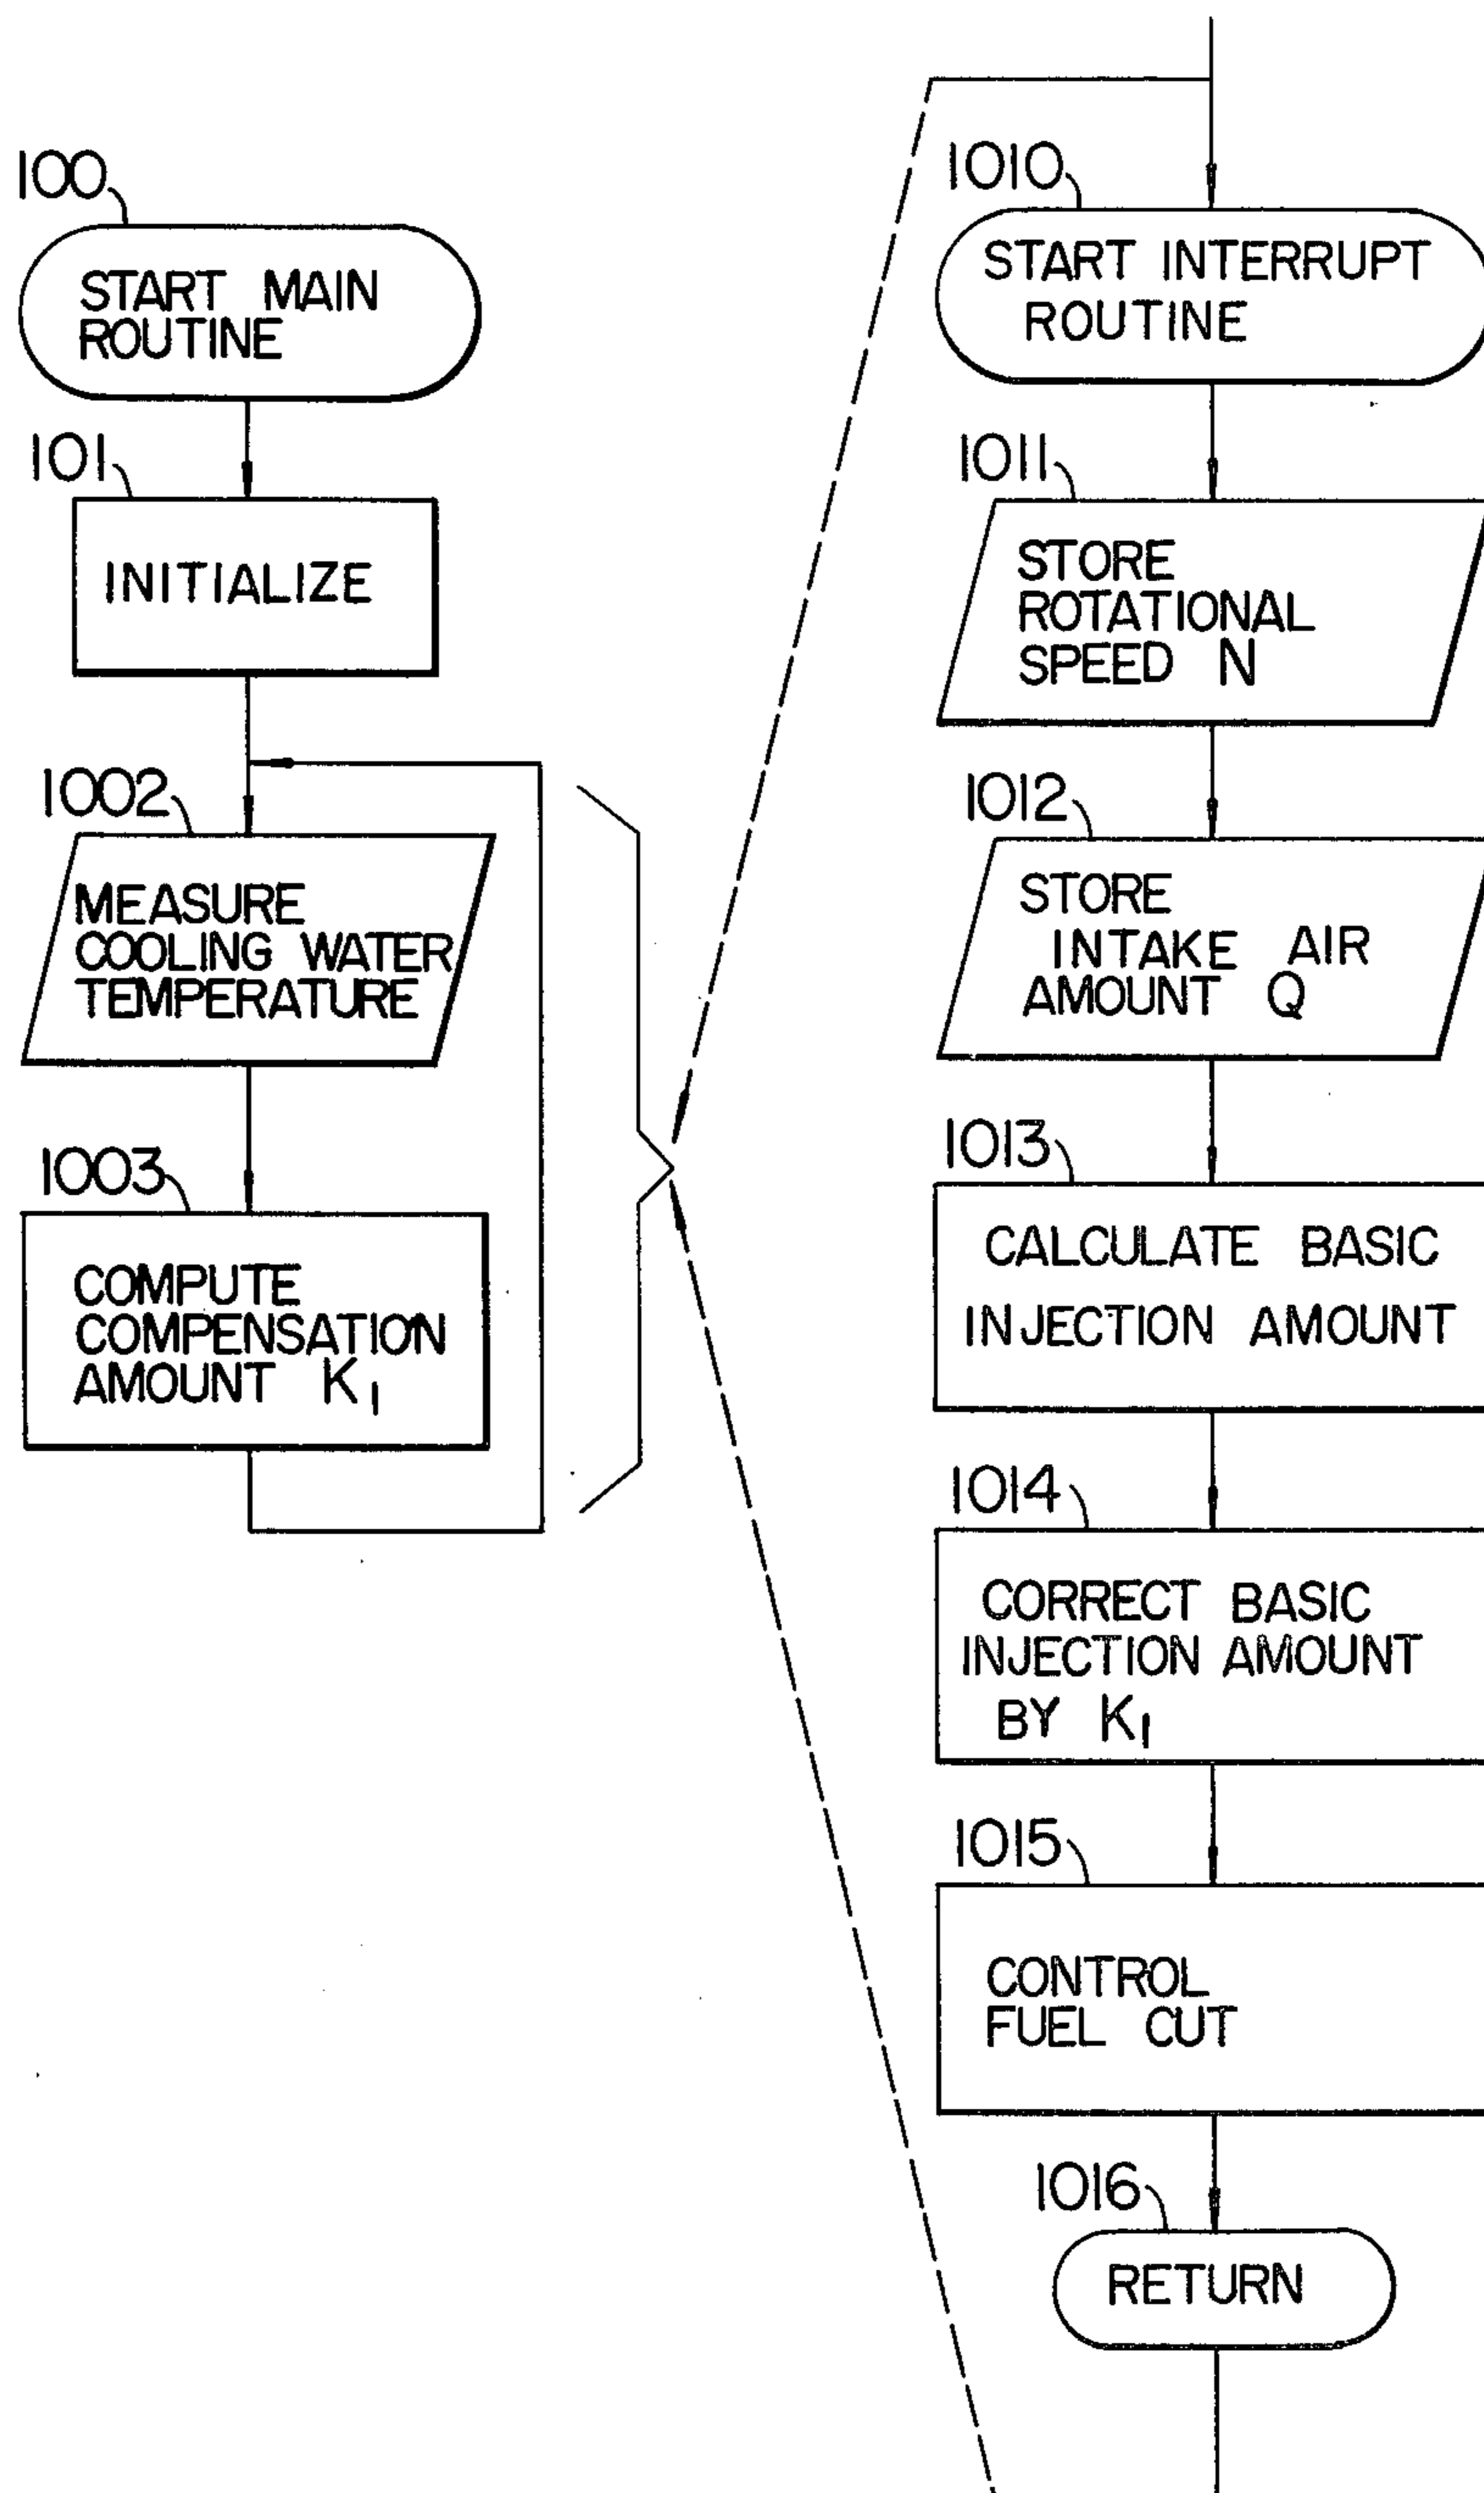 100
START MAIN
ROUTINE
101
INITIALIZE
1002
MEASURE
COOLING WATER
TEMPERATURE
1003
COMPUTE
COMPENSATION
AMOUNT K1
1010
START INTERRUPT
ROUTINE
1011
STORE
ROTATIONAL
SPEED N
1012
STORE
INTAKE AIR
AMOUNT Q
1013
CALCULATE BASIC
INJECTION AMOUNT
1014
CORRECT BASIC
INJECTION AMOUNT
BY K1
1015
CONTROL
FUEL CUT
1016
RETURN